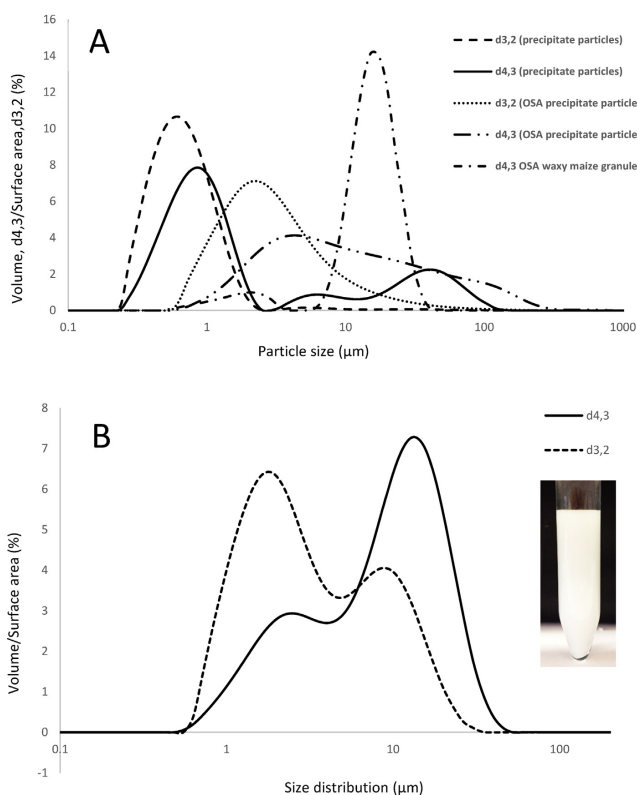 A
16
14
12
10
8
6
4
2
0
0.1 1 10 100 1000
Volume, d4,3/Surface area,d3,2 (%)
Particle size (µm)
d3,2 (precipitate particles)
d4,3 (precipitate particles)
d3,2 (OSA precipitate particle
d4,3 (OSA precipitate particle
d4,3 OSA waxy maize granule
B
8
7
6
5
4
3
2
1
0
-1
0.1 1 10 100
Volume/Surface area (%)
Size distribution (µm)
d4,3
d3,2